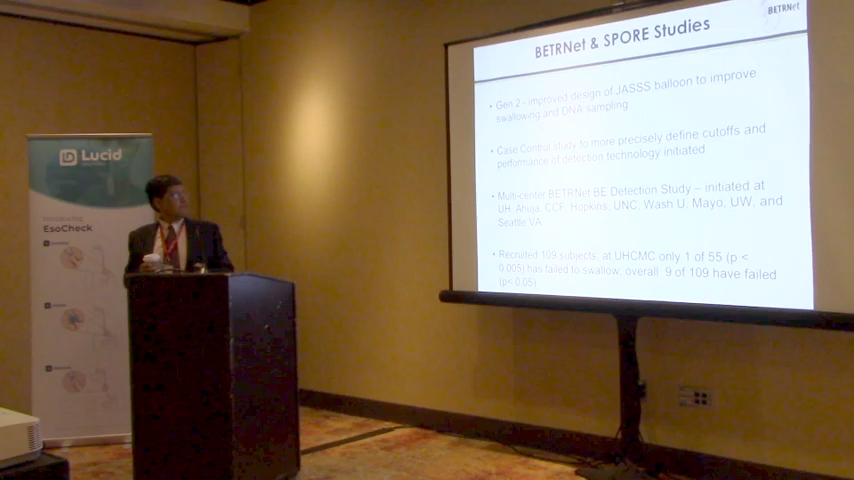 BETRNet
BETRNet & SPORE Studies
• Gen 2 - improved design of JASSS balloon to improve
swallowing and DNA sampling
• Case Control study to more precisely define cutoffs and
performance of detection technology initiated
• Multi-center BETRNet BE Detection Study – initiated at
UH, Ahuja, CCF, Hopkins, UNC, Wash U, Mayo, UW, and
Seattle VA
• Recruited 109 subjects, at UHCMC only 1 of 55 (p <
0.005) has failed to swallow, overall 9 of 109 have failed
(p< 0.05)
Lucid
EsoCheck